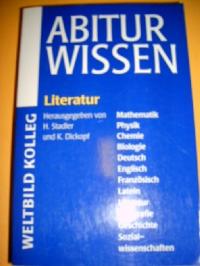 ABITUR
WISSEN
WELTBILD KOLLEG
Literatur
Herausgegeben von
H. Stadler
und K. Dickopf
Mathematik
Physik
Chemie
Biologie
Deutsch
Englisch
Französisch
Latein
Literatur
Geschichte
Sozial-
wissenschaften